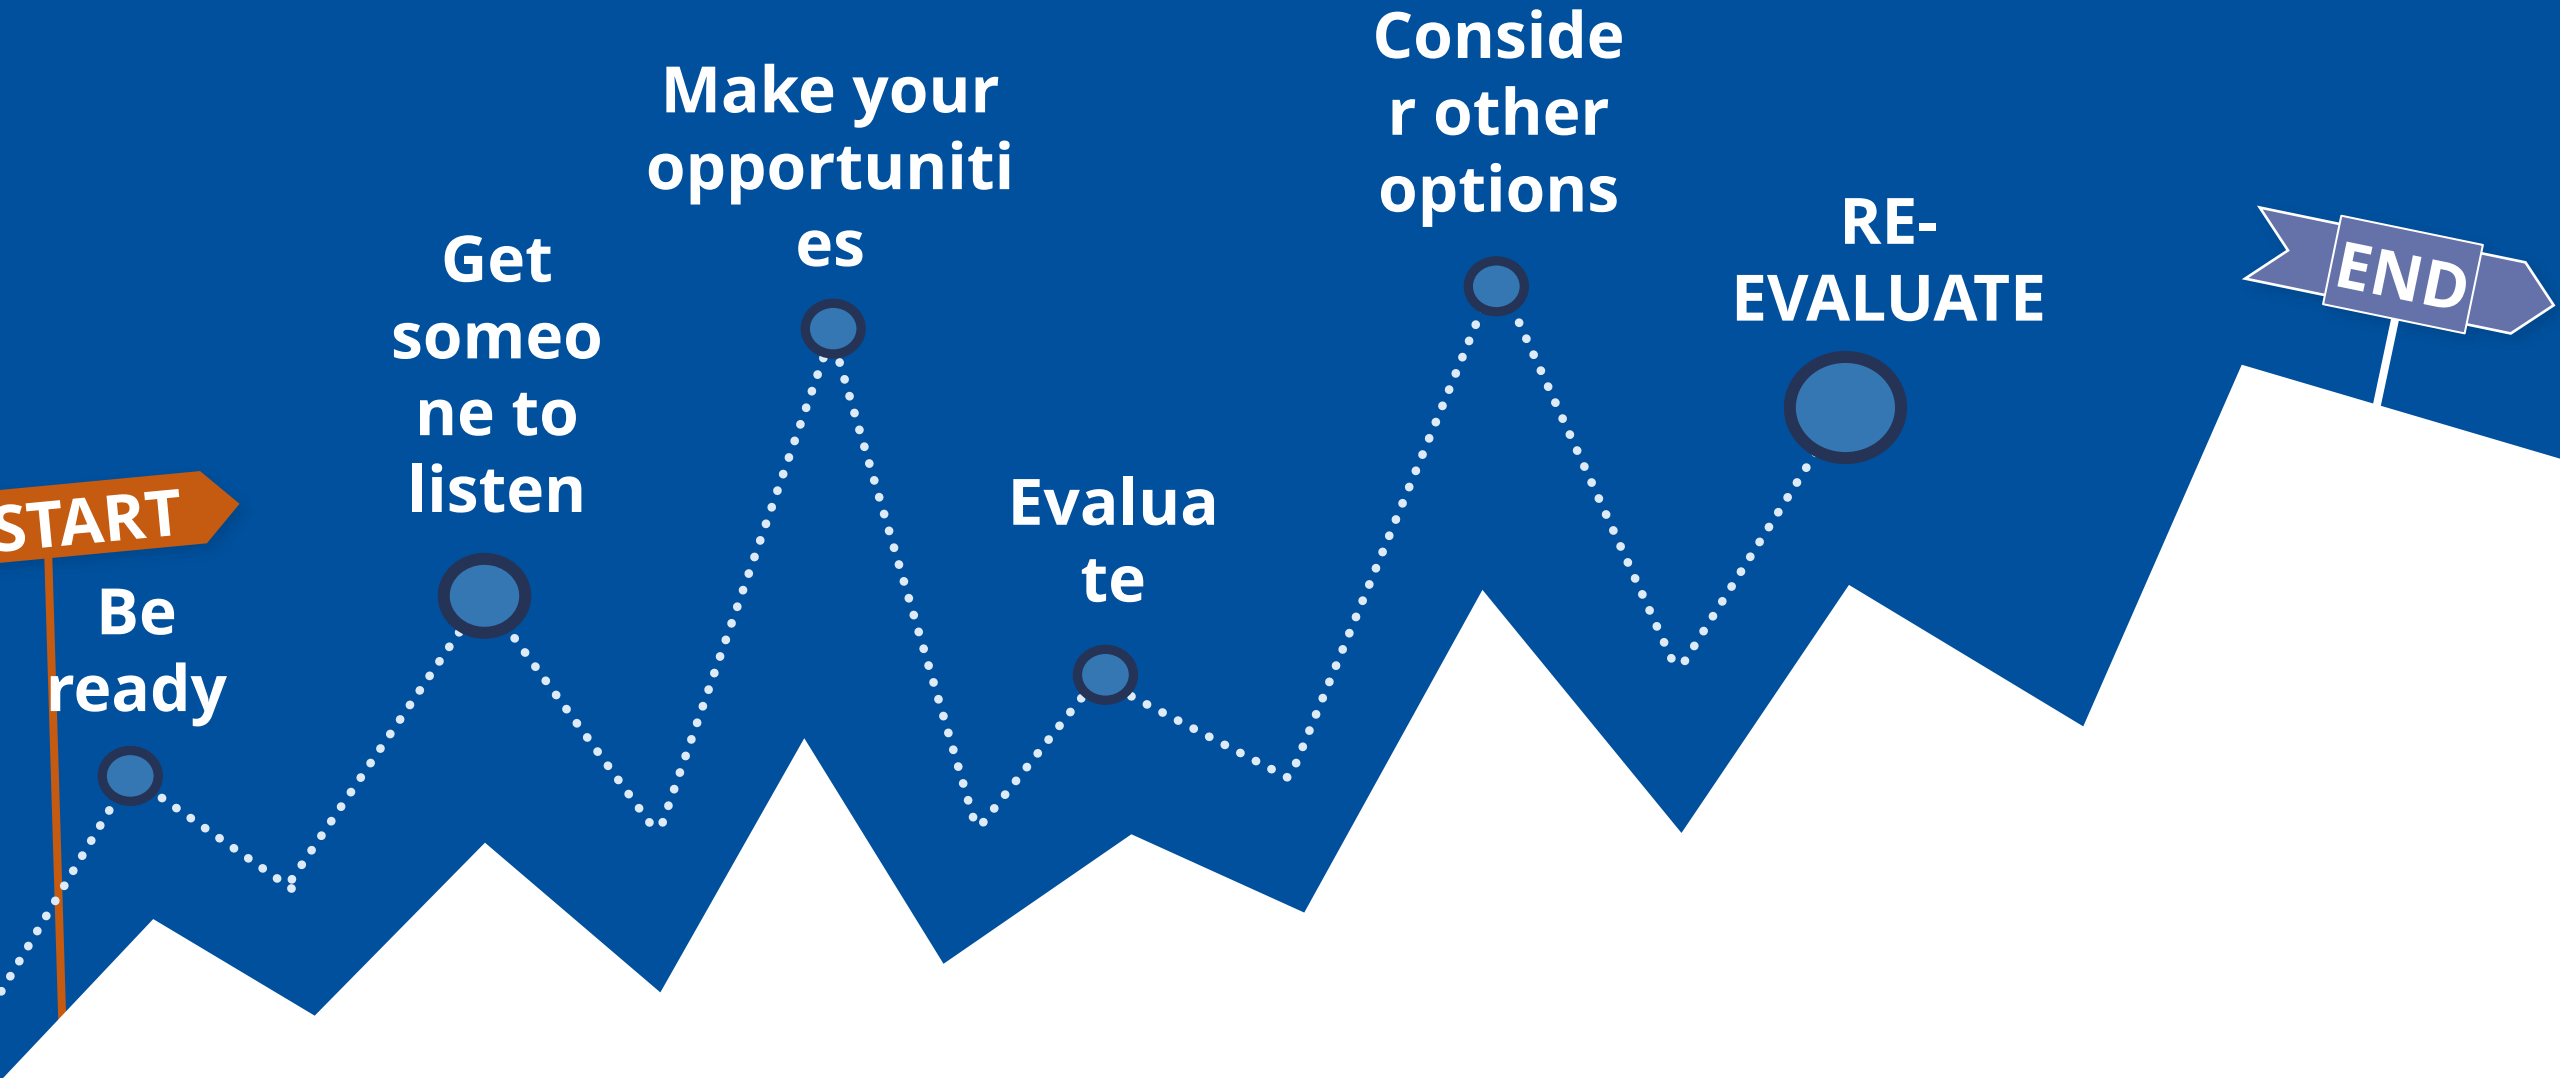 START
Be
ready
Get
someo
ne to
listen
Make your
opportuniti
es
Evalua
te
Conside
r other
options
RE-
EVALUATE
END